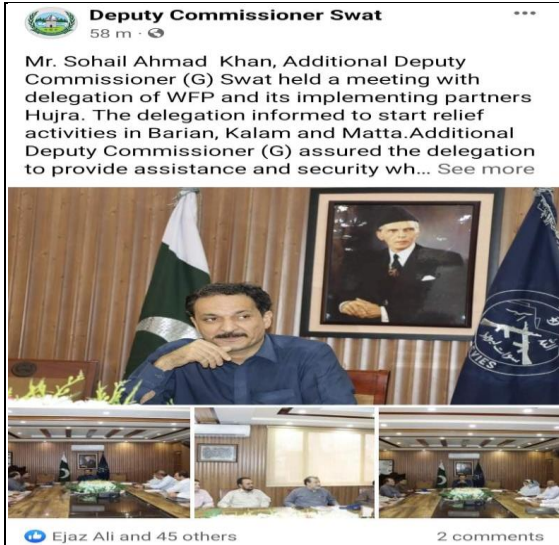 Deputy Commissioner Swat
58 m ·
Mr. Sohail Ahmad Khan, Additional Deputy
Commissioner (G) Swat held a meeting with
delegation of WFP and its implementing partners
Hujra. The delegation informed to start relief
activities in Barian, Kalam and Matta.Additional
Deputy Commissioner (G) assured the delegation
to provide assistance and security wh... See more
VIES
Ejaz Ali and 45 others
2 comments